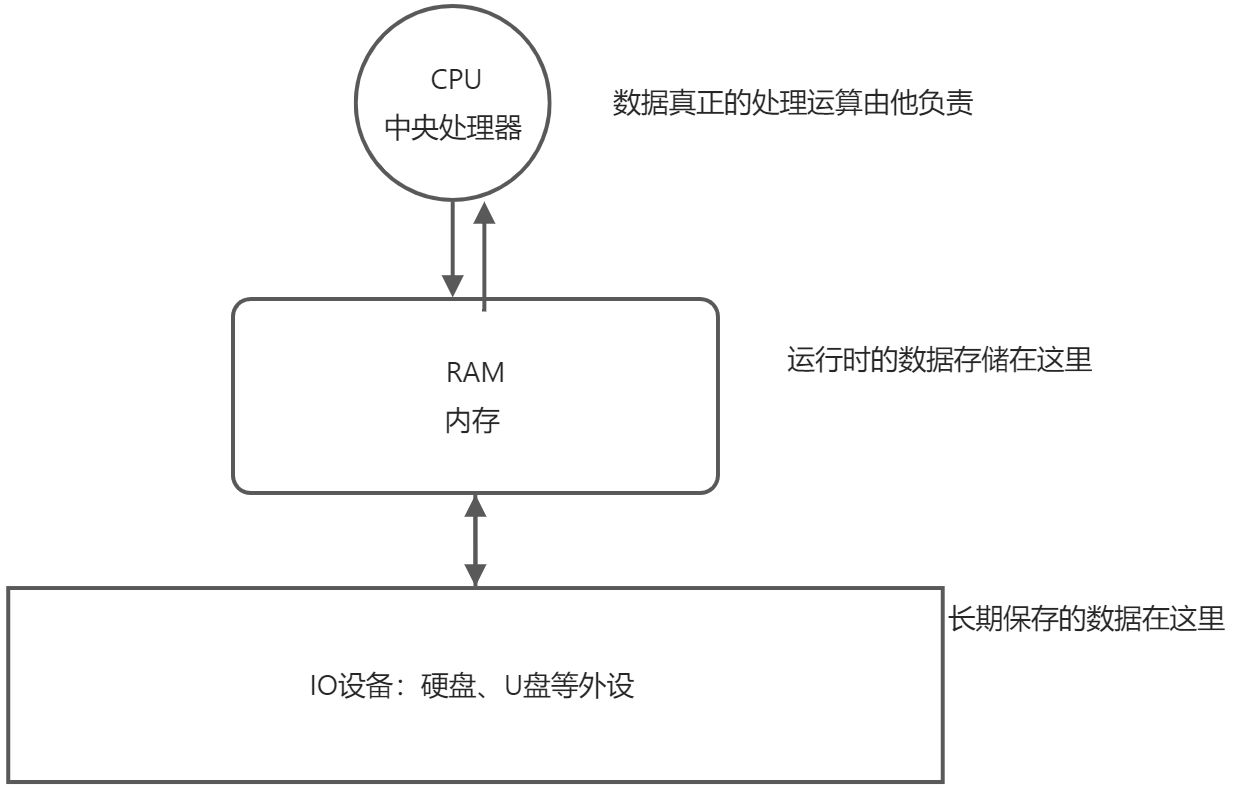 CPU
中央处理器
数据真正的处理运算由他负责
RAM
内存
运行时的数据存储在这里
长期保存的数据在这里
IO设备：硬盘、U盘等外设